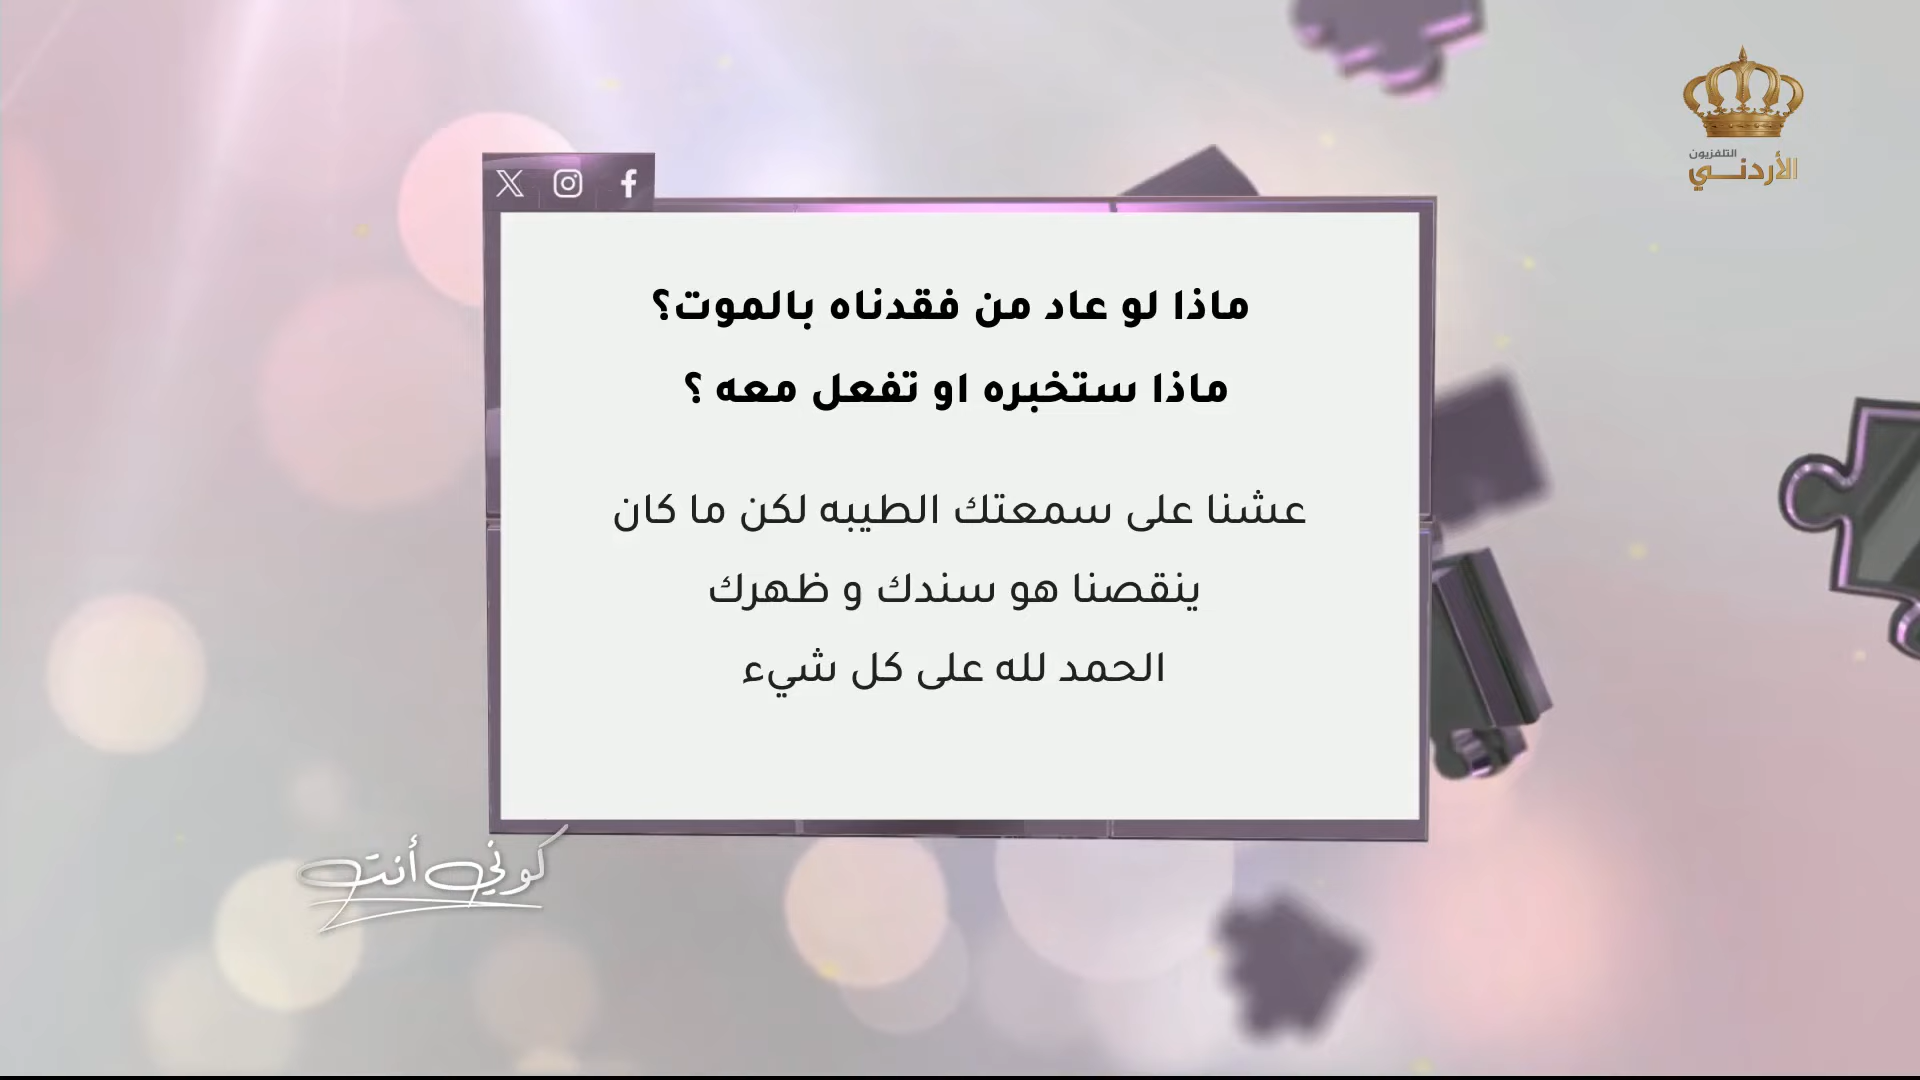 التلفزيون
الأردني
ماذا لو عاد من فقدناه بالموت؟
ماذا ستخبره او تفعل معه ؟
عشنا على سمعتك الطيبه لكن ما كان
ينقصنا هو سندك و ظهرك
الحمد لله على كل شيء
كوني أنت